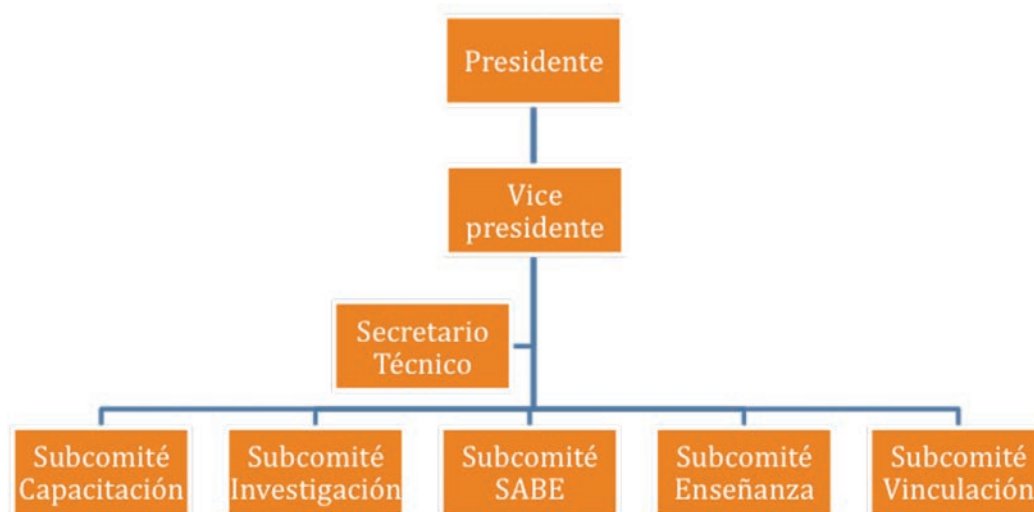 Presidente
Vice
presidente
Secretario
Técnico
Subcomité
Capacitación
Subcomité
Investigación
Subcomité
SABE
Subcomité
Enseñanza
Subcomité
Vinculación